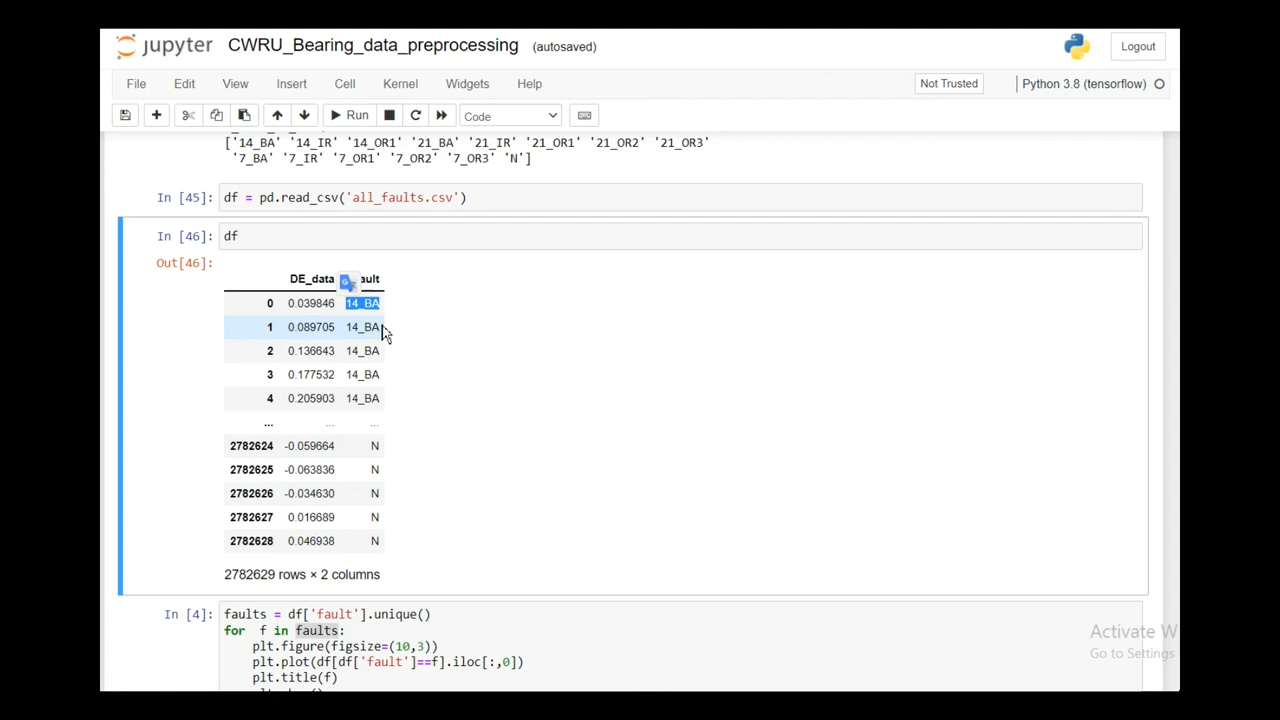 jupyter CWRU_Bearing_data_preprocessing (autosaved) Logout
File Edit View Insert Cell Kernel Widgets Help Not Trusted Python 3.8 (tensorflow)
Run Code
['14_BA' '14_IR' '14_OR1' '21_BA' '21_IR' '21_OR1' '21_OR2' '21_OR3'
'7_BA' '7_IR' '7_OR1' '7_OR2' '7_OR3' 'N']
In [45]: df = pd.read_csv('all_faults.csv')
In [46]: df
Out[46]:
DE_data ault
0 0.039846 14_BA
1 0.089705 14_BA
2 0.136643 14_BA
3 0.177532 14_BA
4 0.205903 14_BA
... ... ...
2782624 -0.059664 N
2782625 -0.063836 N
2782626 -0.034630 N
2782627 0.016689 N
2782628 0.046938 N
2782629 rows × 2 columns
In [4]: faults = df['fault'].unique()
for f in faults:
plt.figure(figsize=(10,3))
plt.plot(df[df['fault']==f].iloc[:,0])
plt.title(f)
Activate W
Go to Settings